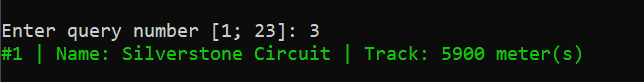 Enter query number [1; 23]: 3
#1 | Name: Silverstone Circuit | Track: 5900 meter(s)